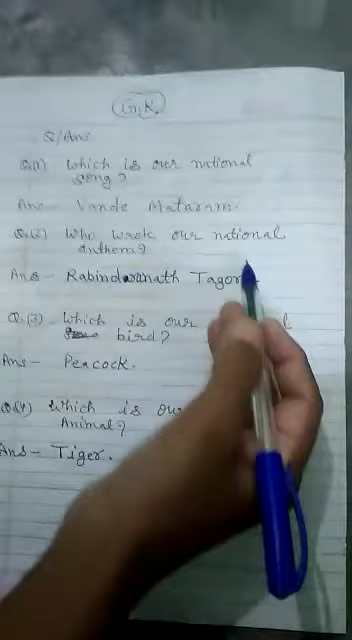 G.K.
Q/Ans
Q.(1) Which is our national
song?
Ans- Vande Mataram.
Q.(2) Who wrote our national
anthem?
Ans - Rabindranath Tagore
Q.(3) Which is our
bird?
Ans- Peacock.
Q.(4) Which is our
Animal?
Ans- Tiger.